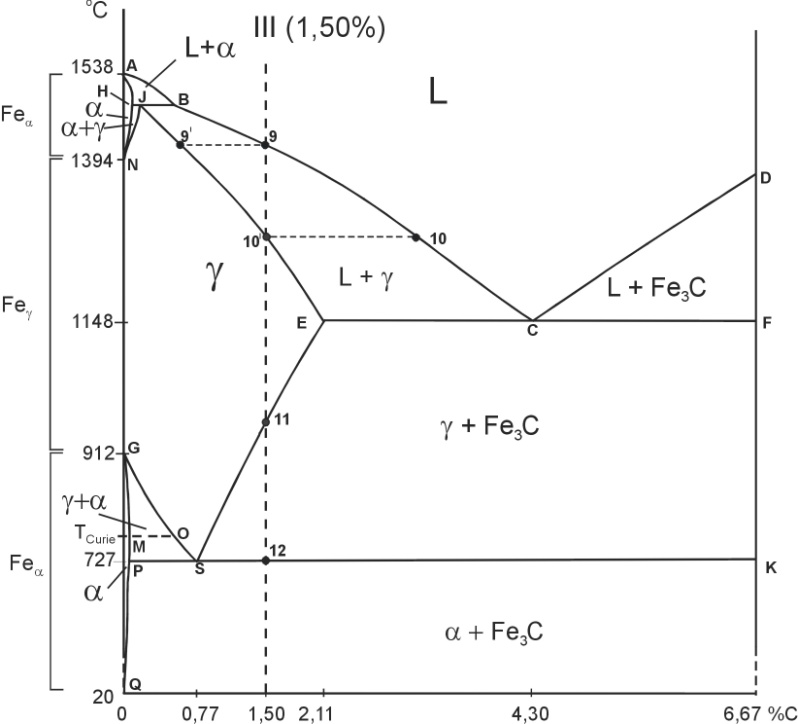 °C
III (1,50%)
L+α
1538
A
L
H
J
B
Feα
α
α+γ
9'
9
1394
N
D
10'
10
γ
L + γ
L + Fe3C
Feγ
1148
E
C
F
11
γ + Fe3C
912
G
γ+α
TCurie
O
M
12
727
Feα
P
S
K
α
α + Fe3C
Q
20
0
0,77
1,50
2,11
4,30
6,67
%C